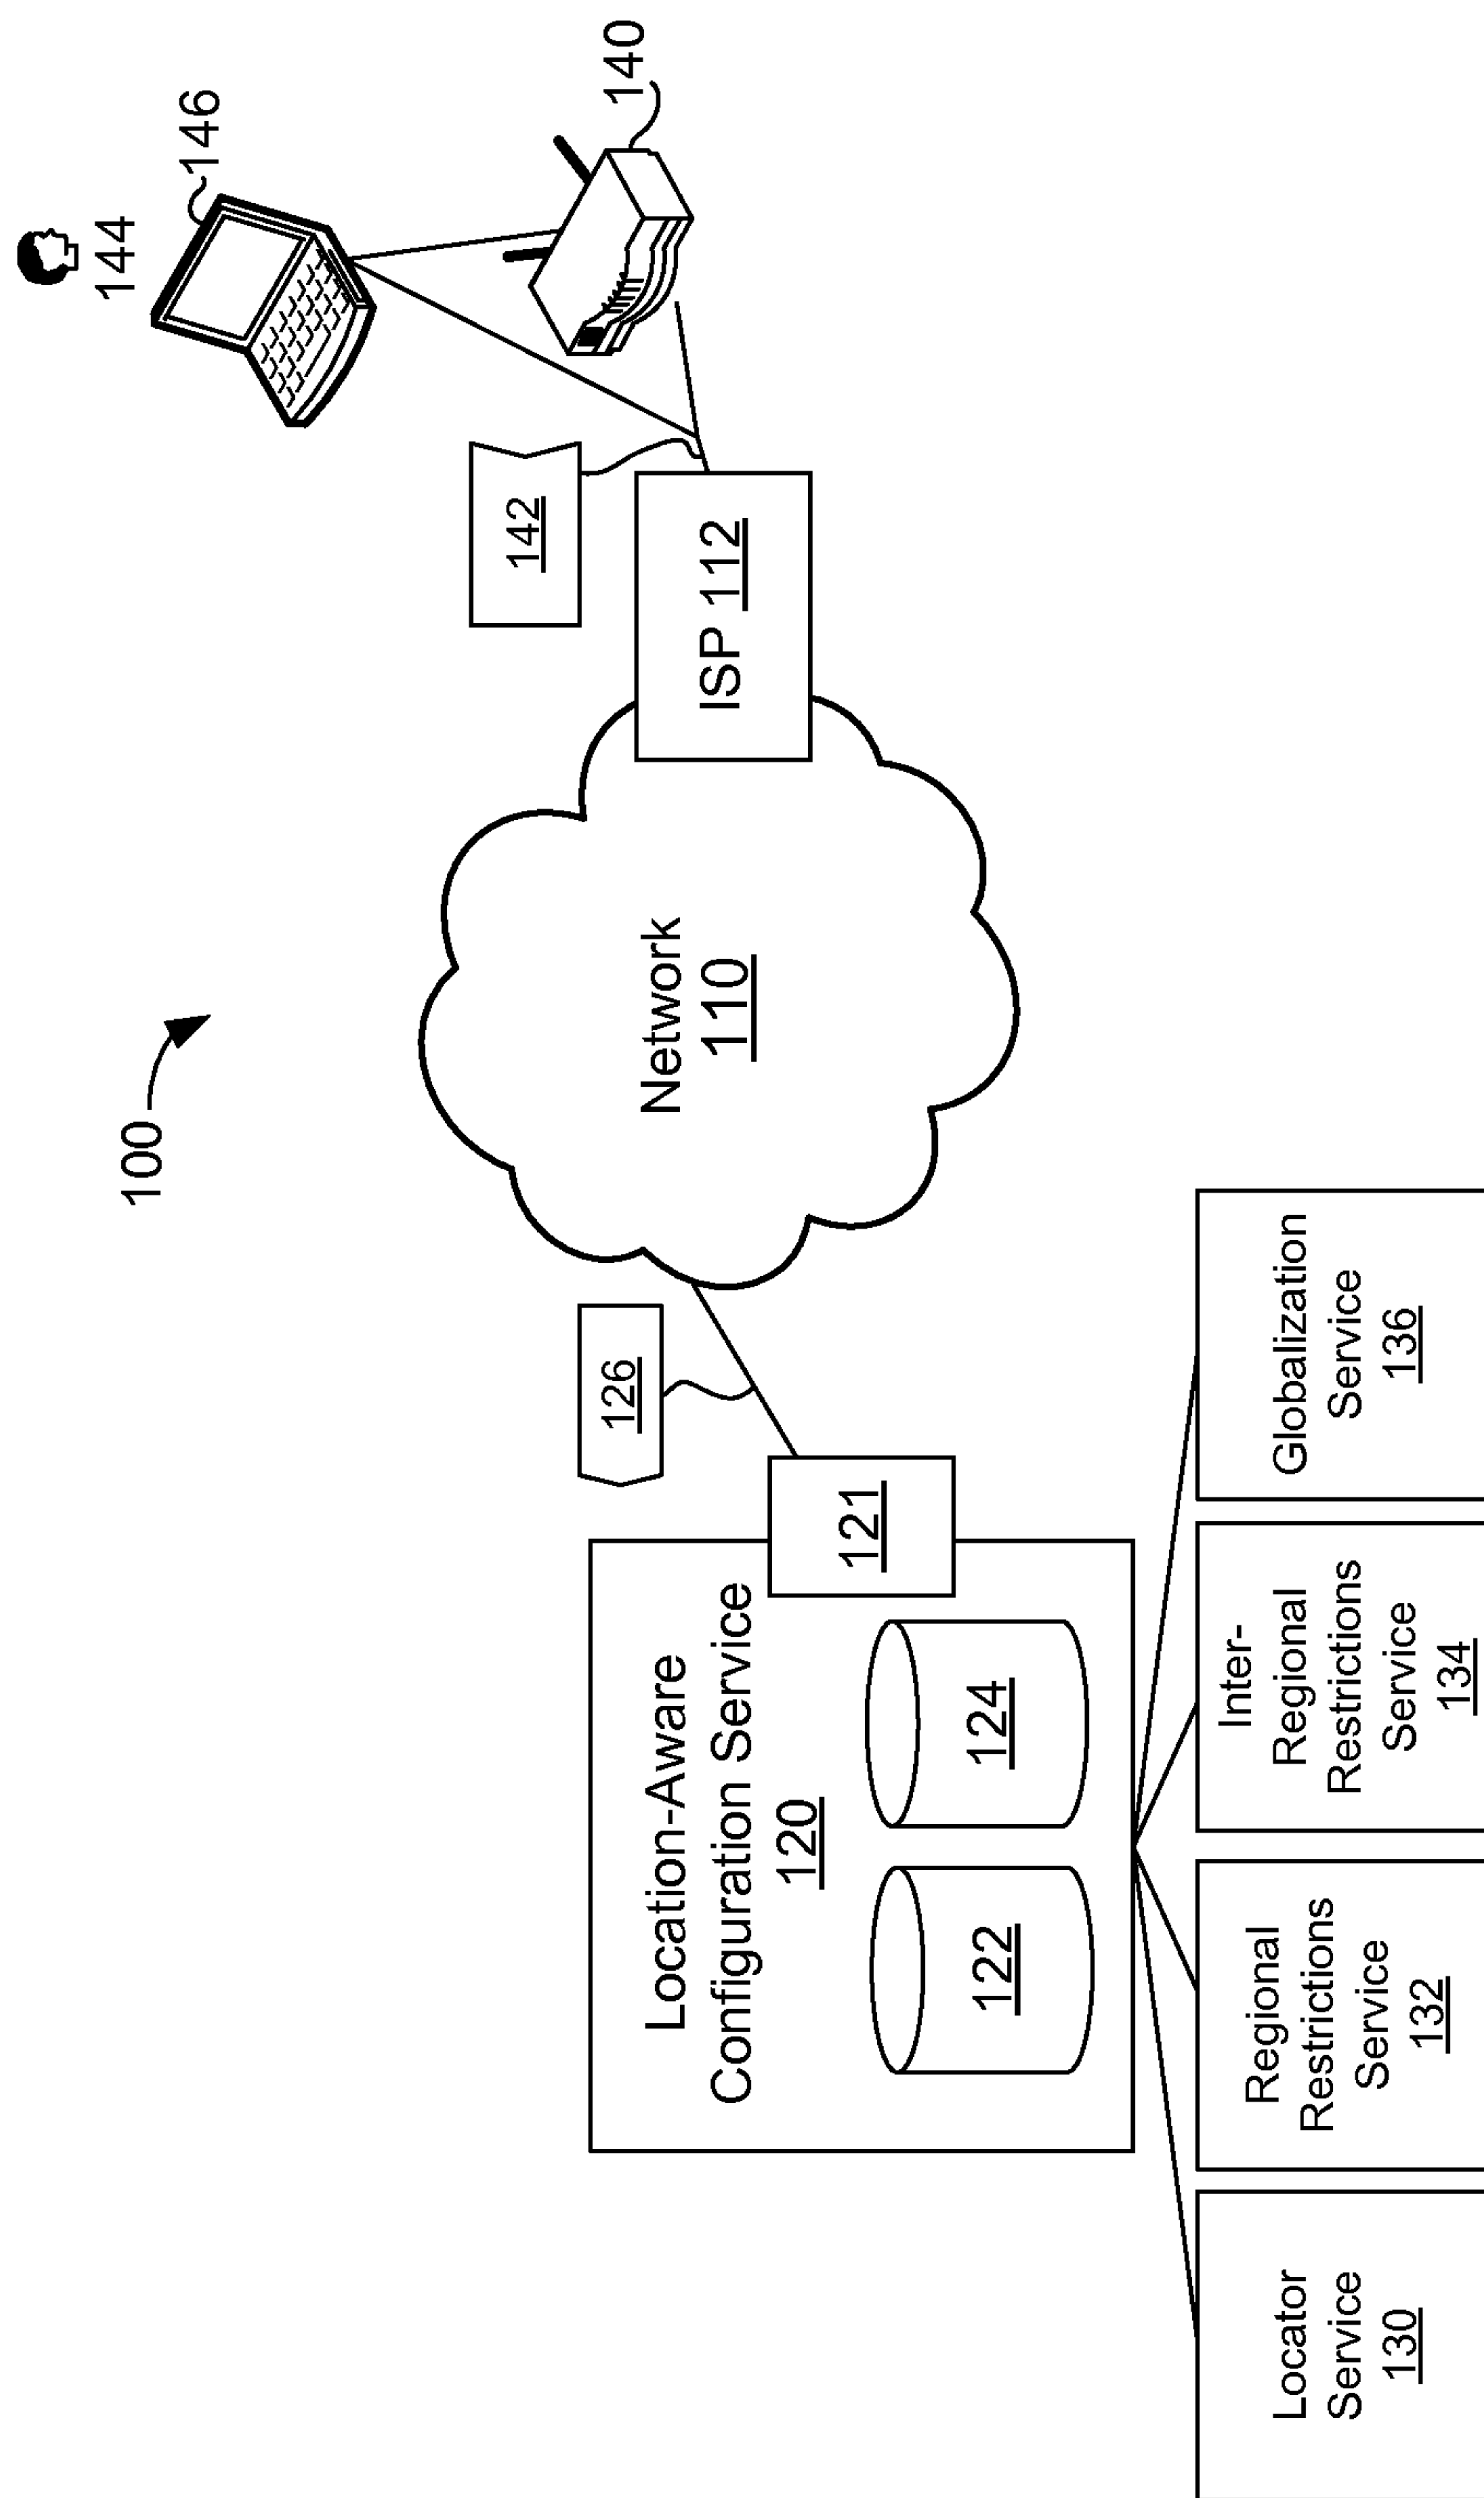 100
Location-Aware
Configuration Service
120
121
122
124
126
Network
110
ISP 112
142
144
146
140
Locator
Service
130
Regional
Restrictions
Service
132
Inter-
Regional
Restrictions
Service
134
Globalization
Service
136